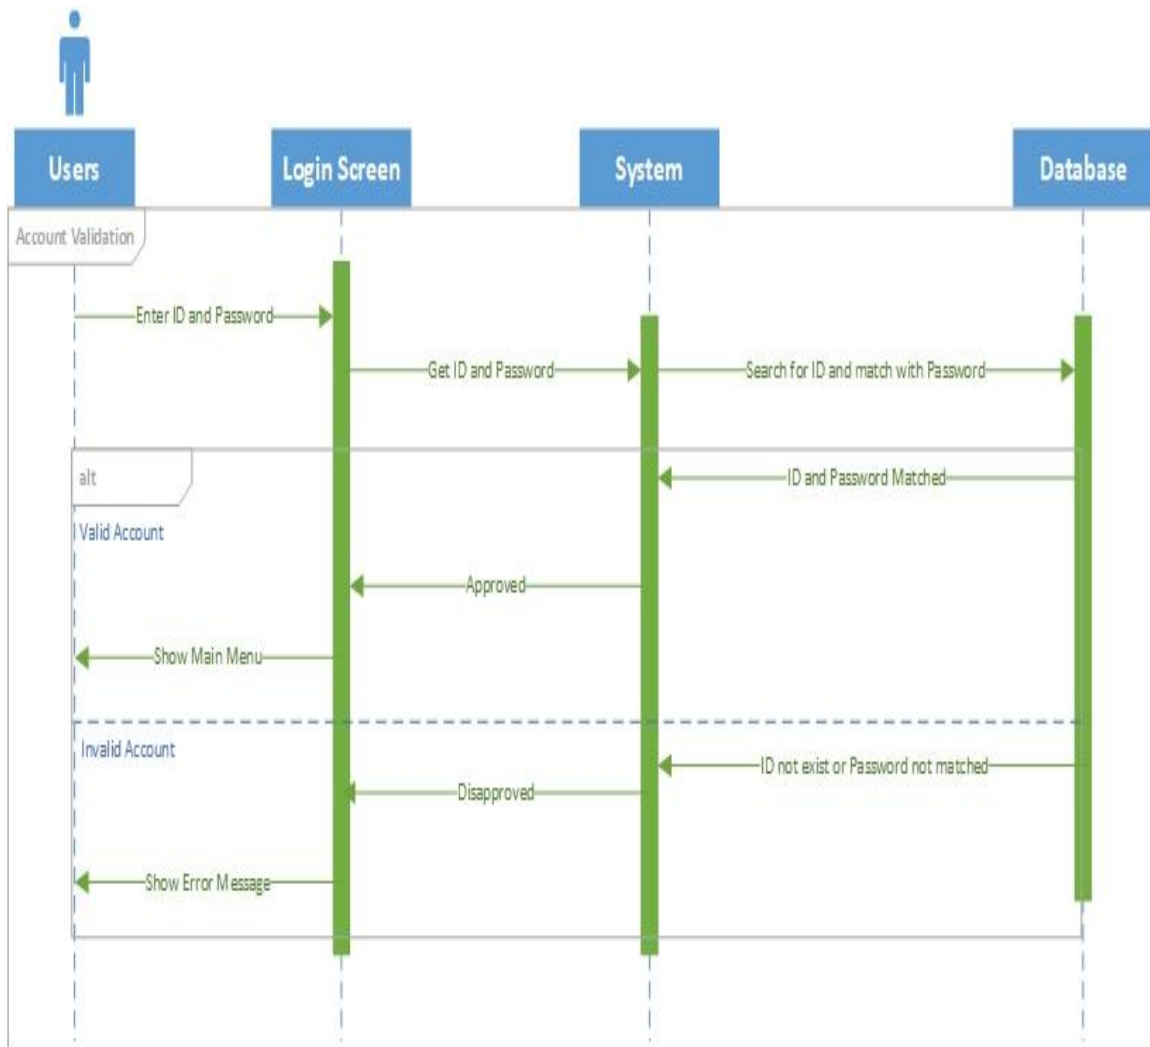 Users
Login Screen
System
Database
Account Validation
Enter ID and Password
Get ID and Password
Search for ID and match with Password
alt
ID and Password Matched
Valid Account
Approved
Show Main Menu
Invalid Account
ID not exist or Password not matched
Disapproved
Show Error Message